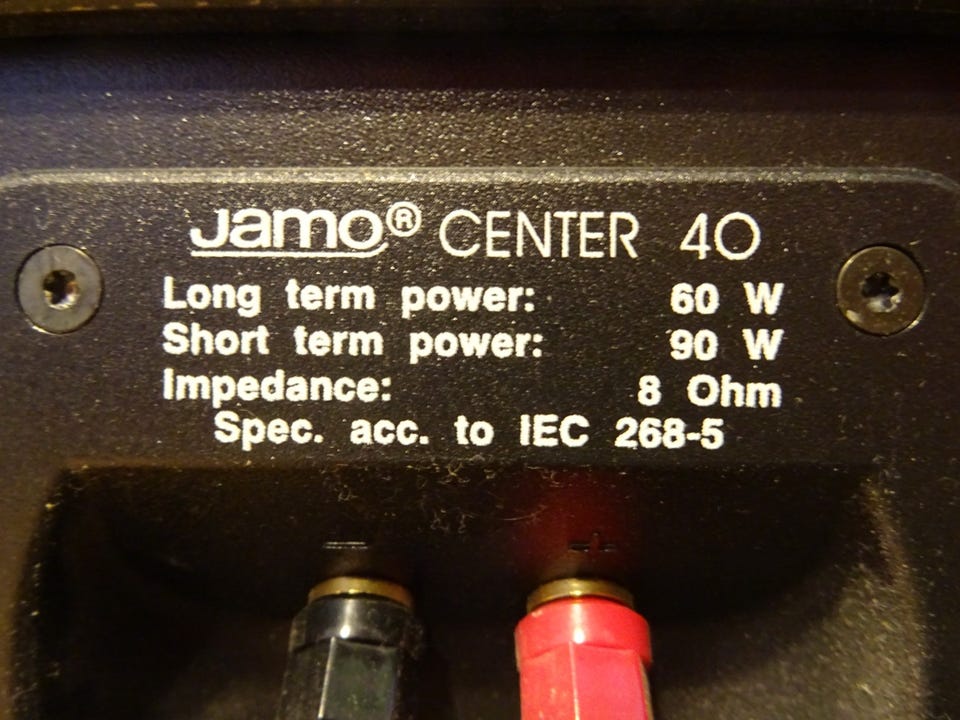 Jamo® CENTER 40
Long term power: 60 W
Short term power: 90 W
Impedance: 8 Ohm
Spec. acc. to IEC 268-5
− +